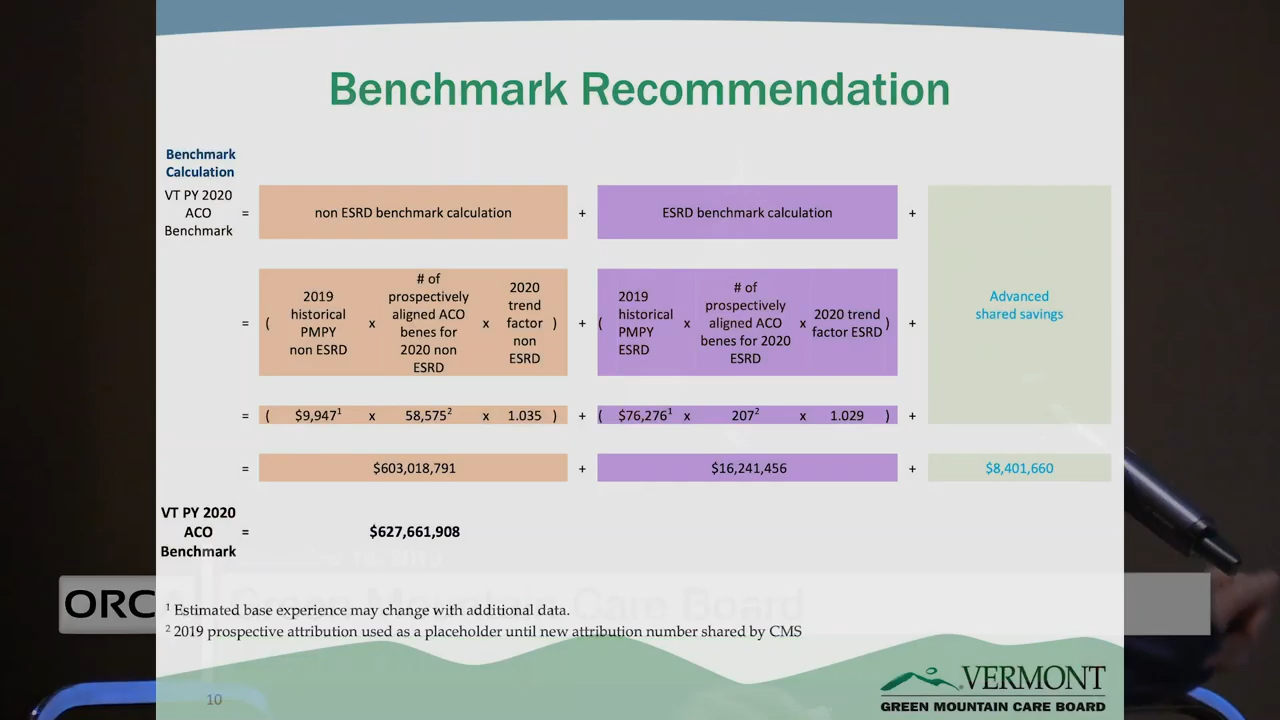 Benchmark Recommendation
Benchmark
Calculation
VT PY 2020
ACO
Benchmark
=
non ESRD benchmark calculation
+
ESRD benchmark calculation
+
=
(
2019
historical
PMPY
non ESRD
x
# of
prospectively
aligned ACO
benes for
2020 non
ESRD
x
2020
trend
factor
non
ESRD
)
+
(
2019
historical
PMPY
ESRD
x
# of
prospectively
aligned ACO
benes for 2020
ESRD
x
2020 trend
factor ESRD
)
+
Advanced
shared savings
= ( $9,947¹ x 58,575² x 1.035 ) + ( $76,276¹ x 207² x 1.029 ) +
= $603,018,791 + $16,241,456 + $8,401,660
VT PY 2020
ACO
Benchmark
=
$627,661,908
ORC
Green Mountain Care Board
¹ Estimated base experience may change with additional data.
² 2019 prospective attribution used as a placeholder until new attribution number shared by CMS
10
VERMONT
GREEN MOUNTAIN CARE BOARD